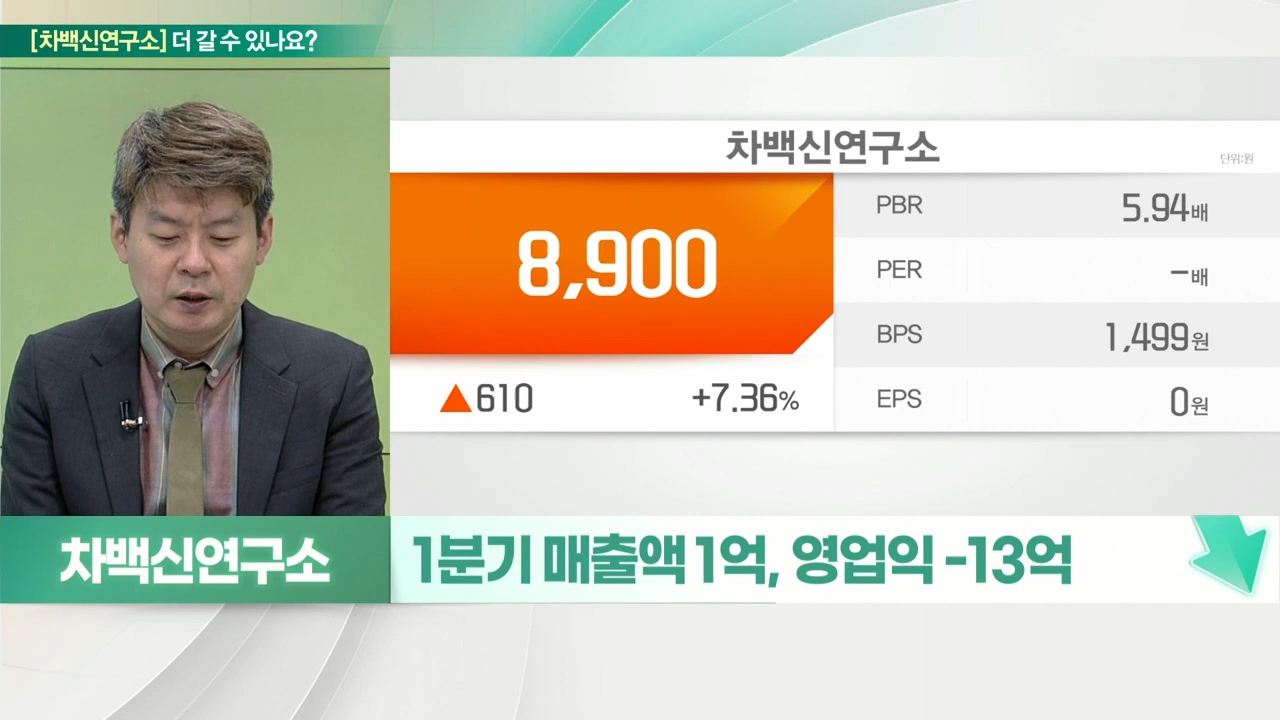 [차백신연구소] 더 갈 수 있나요?
차백신연구소
단위:원
8,900
▲610 +7.36%
PBR 5.94배
PER -배
BPS 1,499원
EPS 0원
차백신연구소
1분기 매출액 1억, 영업익 -13억